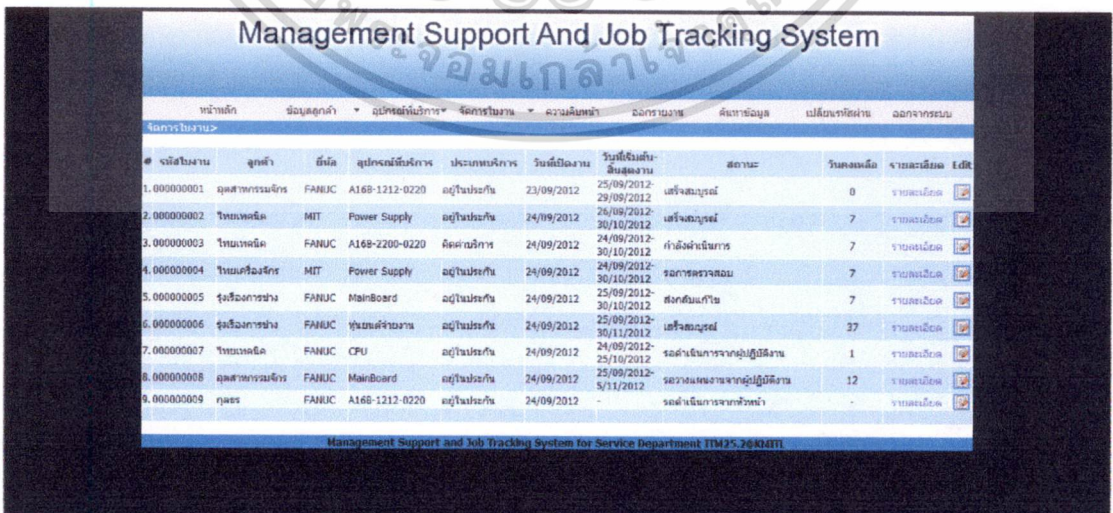 Management Support And Job Tracking System
พระจอมเกล้าเจ้าคุณ
หน้าหลัก ข้อมูลลูกค้า อุปกรณ์ที่บริการ จัดการใบงาน ความคืบหน้า ออกรายงาน ค้นหาข้อมูล เปลี่ยนรหัสผ่าน ออกจากระบบ
จัดการใบงาน>
# รหัสใบงาน ลูกค้า ยี่ห้อ อุปกรณ์ที่บริการ ประเภทบริการ วันที่เปิดงาน วันที่เริ่มต้น-สิ้นสุดงาน สถานะ วันคงเหลือ รายละเอียด Edit
1. 000000001 อุตสาหกรรมจักร FANUC A16B-1212-0220 อยู่ในประกัน 23/09/2012 25/09/2012-29/09/2012 เสร็จสมบูรณ์ 0 รายละเอียด
2. 000000002 ไทยเทคนิค MIT Power Supply อยู่ในประกัน 24/09/2012 26/09/2012-30/10/2012 เสร็จสมบูรณ์ 7 รายละเอียด
3. 000000003 ไทยเทคนิค FANUC A16B-2200-0220 คิดค่าบริการ 24/09/2012 24/09/2012-30/10/2012 กำลังดำเนินการ 7 รายละเอียด
4. 000000004 ไทยเครื่องจักร MIT Power Supply อยู่ในประกัน 24/09/2012 24/09/2012-30/10/2012 รอการตรวจสอบ 7 รายละเอียด
5. 000000005 รุ่งเรืองการช่าง FANUC MainBoard อยู่ในประกัน 24/09/2012 25/09/2012-30/10/2012 ส่งกลับแก้ไข 7 รายละเอียด
6. 000000006 รุ่งเรืองการช่าง FANUC หุ่นยนต์จ่ายงาน อยู่ในประกัน 24/09/2012 25/09/2012-30/11/2012 เสร็จสมบูรณ์ 37 รายละเอียด
7. 000000007 ไทยเทคนิค FANUC CPU อยู่ในประกัน 24/09/2012 24/09/2012-25/10/2012 รอดำเนินการจากผู้ปฏิบัติงาน 1 รายละเอียด
8. 000000008 อุตสาหกรรมจักร FANUC MainBoard อยู่ในประกัน 24/09/2012 25/09/2012-5/11/2012 รอวางแผนงานจากผู้ปฏิบัติงาน 12 รายละเอียด
9. 000000009 กุลธร FANUC A16B-1212-0220 อยู่ในประกัน 24/09/2012 - รอดำเนินการจากหัวหน้า - รายละเอียด
Management Support and Job Tracking System for Service Department ITM25.2@KMITL